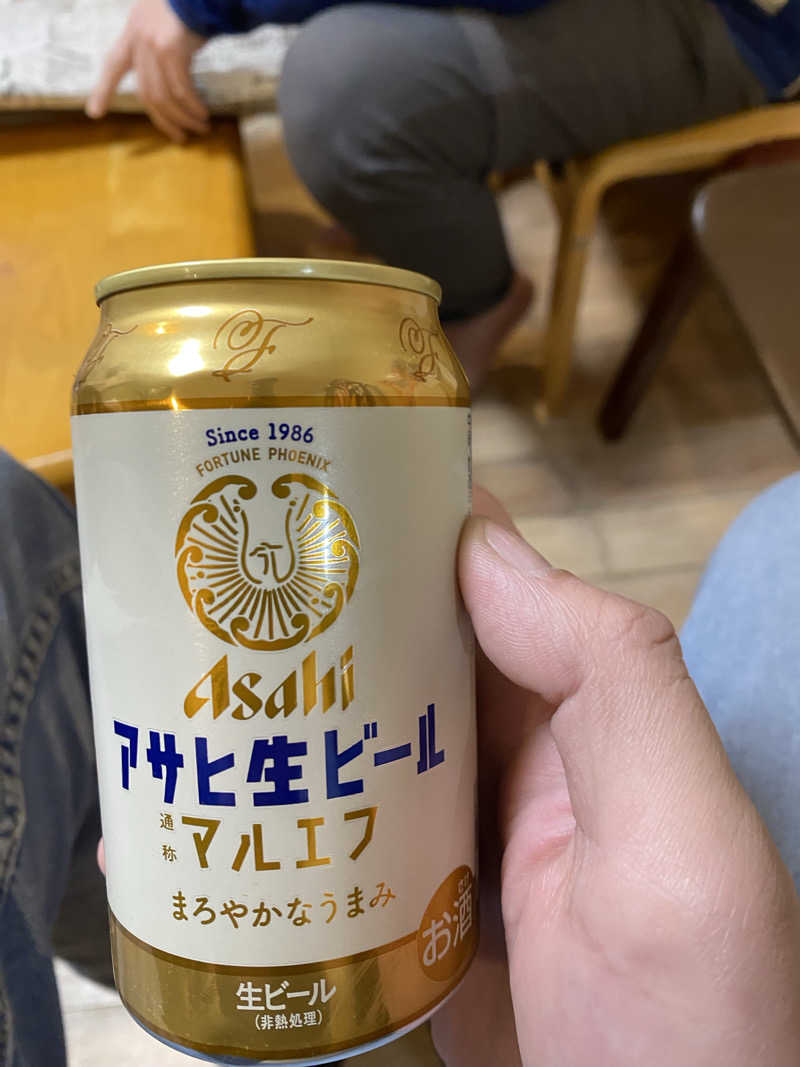 Since 1986
FORTUNE PHOENIX
Asahi
アサヒ生ビール
通称 マルエフ
まろやかなうまみ
お酒
生ビール
(非熱処理)